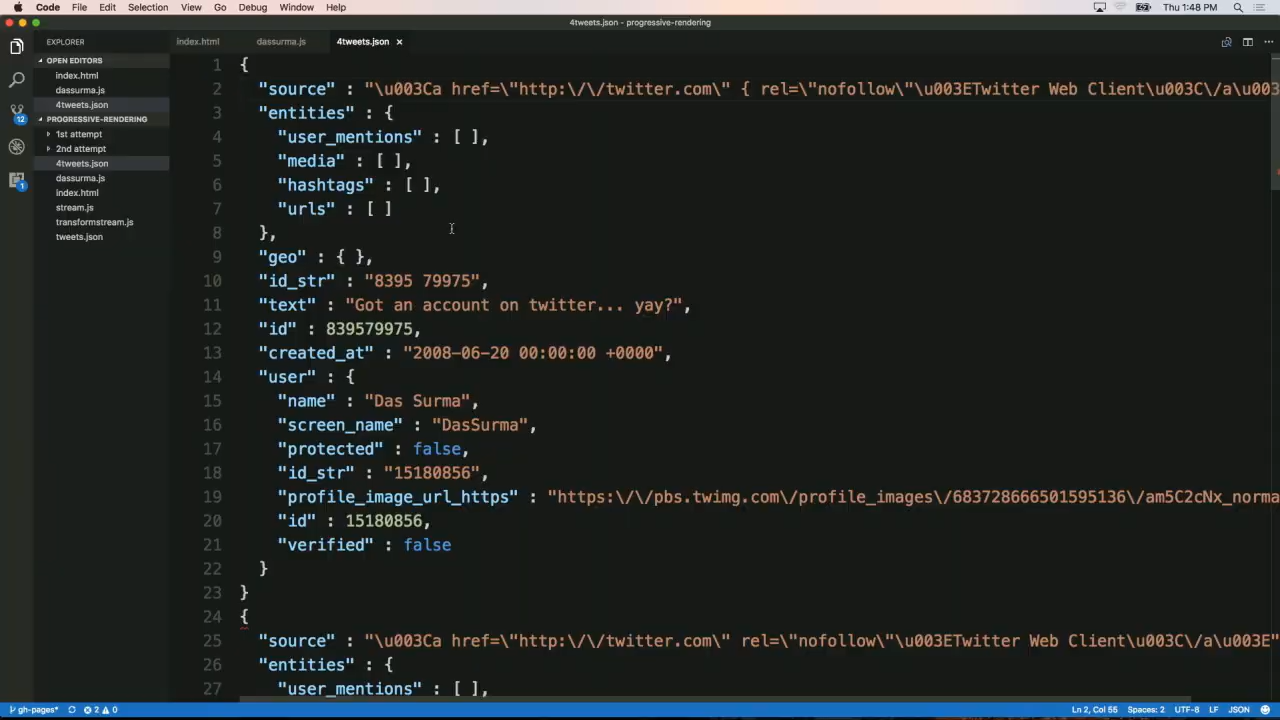 Code File Edit Selection View Go Debug Window Help Thu 1:48 PM
4tweets.json - progressive-rendering
EXPLORER
index.html dassurma.js 4tweets.json ×
OPEN EDITORS
index.html
dassurma.js
4tweets.json
PROGRESSIVE-RENDERING
1st attempt
2nd attempt
4tweets.json
dassurma.js
index.html
stream.js
transformstream.js
tweets.json
12
1
1 {
2 "source" : "\u003Ca href=\"http:\/\/twitter.com\" { rel=\"nofollow\"\u003ETwitter Web Client\u003C\/a\u003
3 "entities" : {
4 "user_mentions" : [ ],
5 "media" : [ ],
6 "hashtags" : [ ],
7 "urls" : [ ]
8 },
9 "geo" : { },
10 "id_str" : "8395 79975",
11 "text" : "Got an account on twitter... yay?",
12 "id" : 839579975,
13 "created_at" : "2008-06-20 00:00:00 +0000",
14 "user" : {
15 "name" : "Das Surma",
16 "screen_name" : "DasSurma",
17 "protected" : false,
18 "id_str" : "15180856",
19 "profile_image_url_https" : "https:\/\/pbs.twimg.com\/profile_images\/683728666501595136\/am5C2cNx_norma
20 "id" : 15180856,
21 "verified" : false
22 }
23 }
24 {
25 "source" : "\u003Ca href=\"http:\/\/twitter.com\" rel=\"nofollow\"\u003ETwitter Web Client\u003C\/a\u003E"
26 "entities" : {
27 "user_mentions" : [ ],
gh-pages* 2 0 Ln 2, Col 55 Spaces: 2 UTF-8 LF JSON